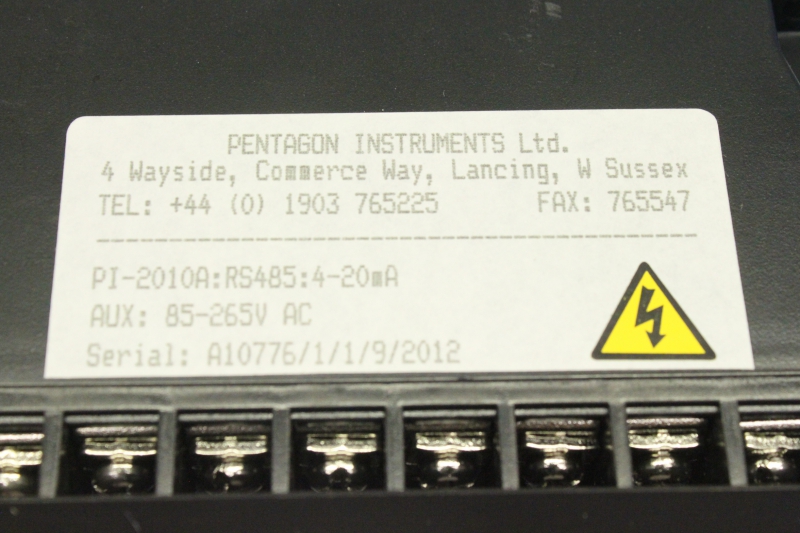 PENTAGON INSTRUMENTS Ltd.
4 Wayside, Commerce Way, Lancing, W Sussex
TEL: +44 (0) 1903 765225 FAX: 765547
PI-2010A:RS485:4-20mA
AUX: 85-265V AC
Serial: A10776/1/1/9/2012